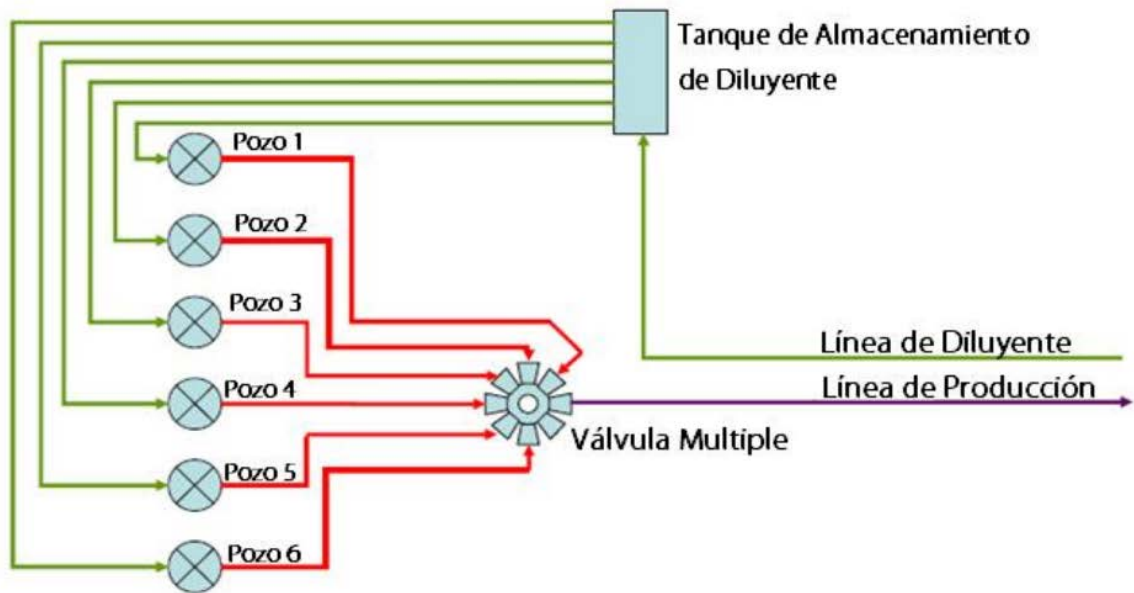 Tanque de Almacenamiento
de Diluyente
Pozo 1
Pozo 2
Pozo 3
Línea de Diluyente
Pozo 4
Línea de Producción
Válvula Multiple
Pozo 5
Pozo 6